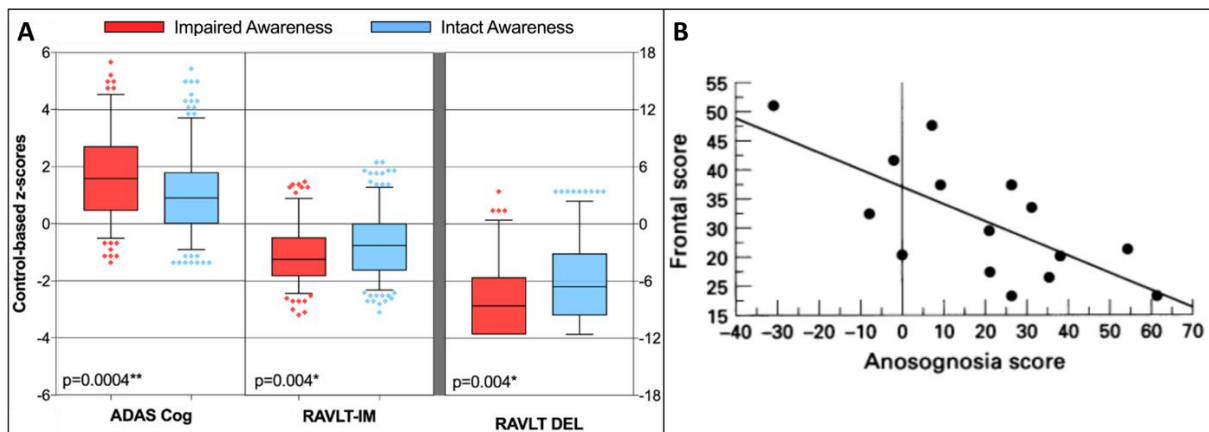 A
Impaired Awareness
Intact Awareness
Control-based z-scores
6
4
2
0
-2
-4
-6
18
12
6
0
-6
-12
-18
p=0.0004**
p=0.004*
p=0.004*
ADAS Cog
RAVLT-IM
RAVLT DEL
B
Frontal score
55
50
45
40
35
30
20
25
15
−40 −30 −20 −10 0 10 20 30 40 50 60 70
Anosognosia score